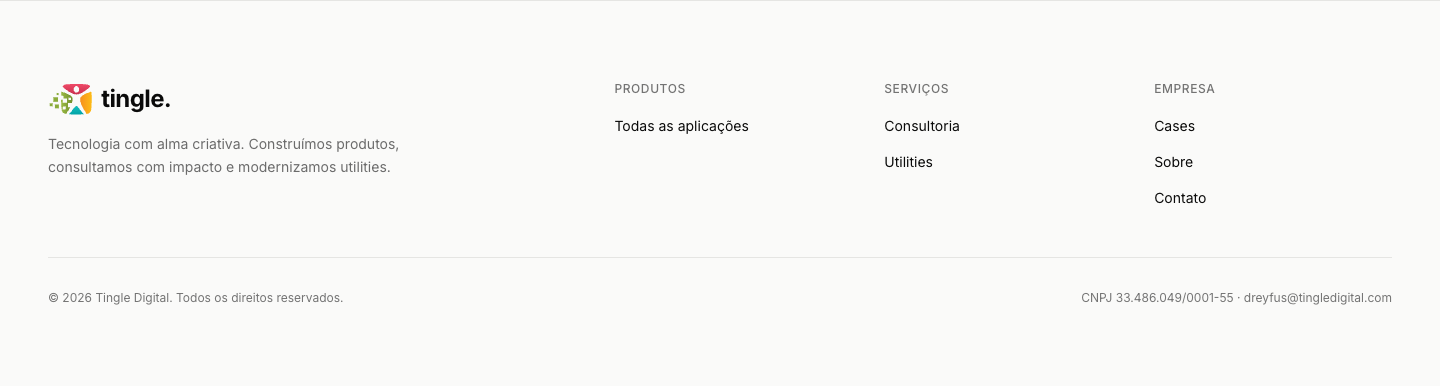 tingle.
Tecnologia com alma criativa. Construímos produtos,
consultamos com impacto e modernizamos utilities.
PRODUTOS
Todas as aplicações
SERVIÇOS
Consultoria
Utilities
EMPRESA
Cases
Sobre
Contato
© 2026 Tingle Digital. Todos os direitos reservados.
CNPJ 33.486.049/0001-55 · dreyfus@tingledigital.com